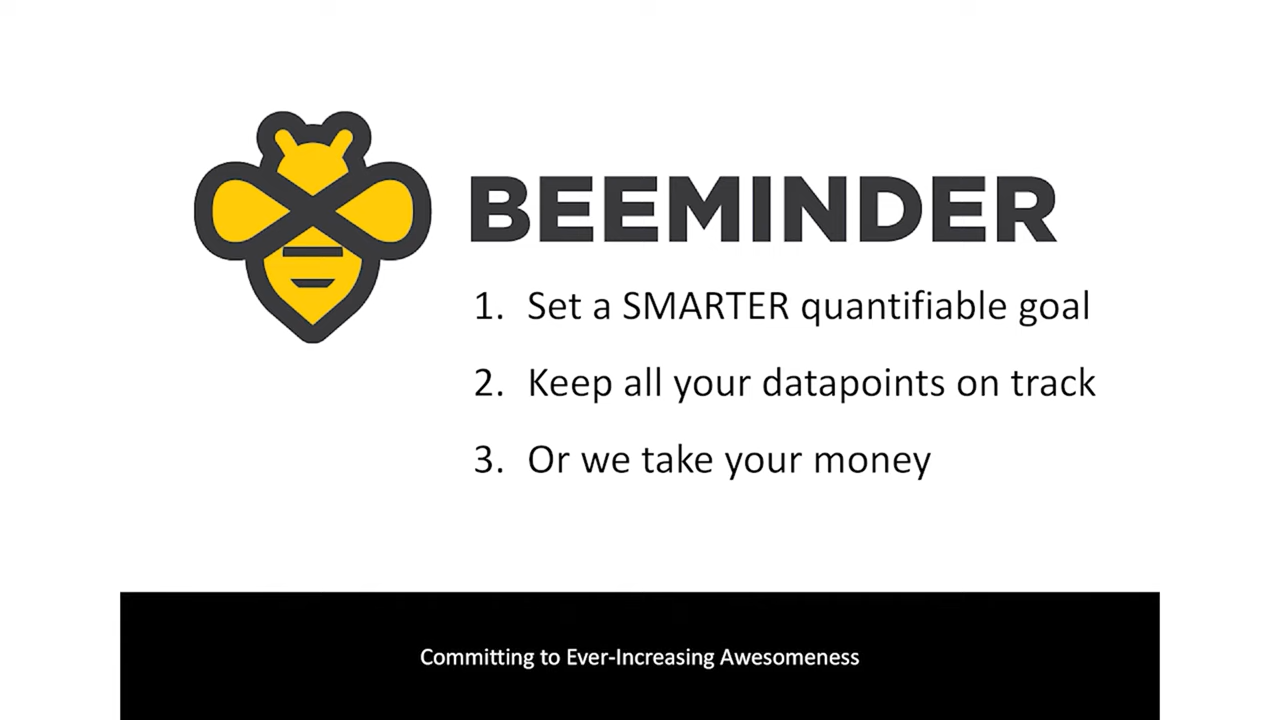 BEEMINDER
1. Set a SMARTER quantifiable goal
2. Keep all your datapoints on track
3. Or we take your money
Committing to Ever-Increasing Awesomeness